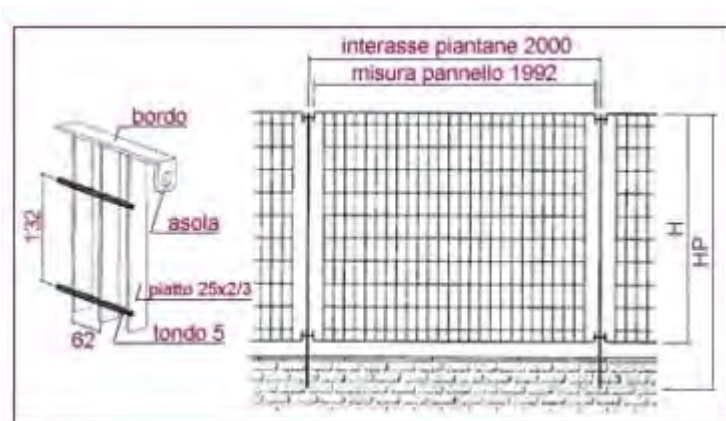 interasse piantane 2000
misura pannello 1992
bordo
asola
132
piatto 25x2/3
tondo 5
62
H
HP